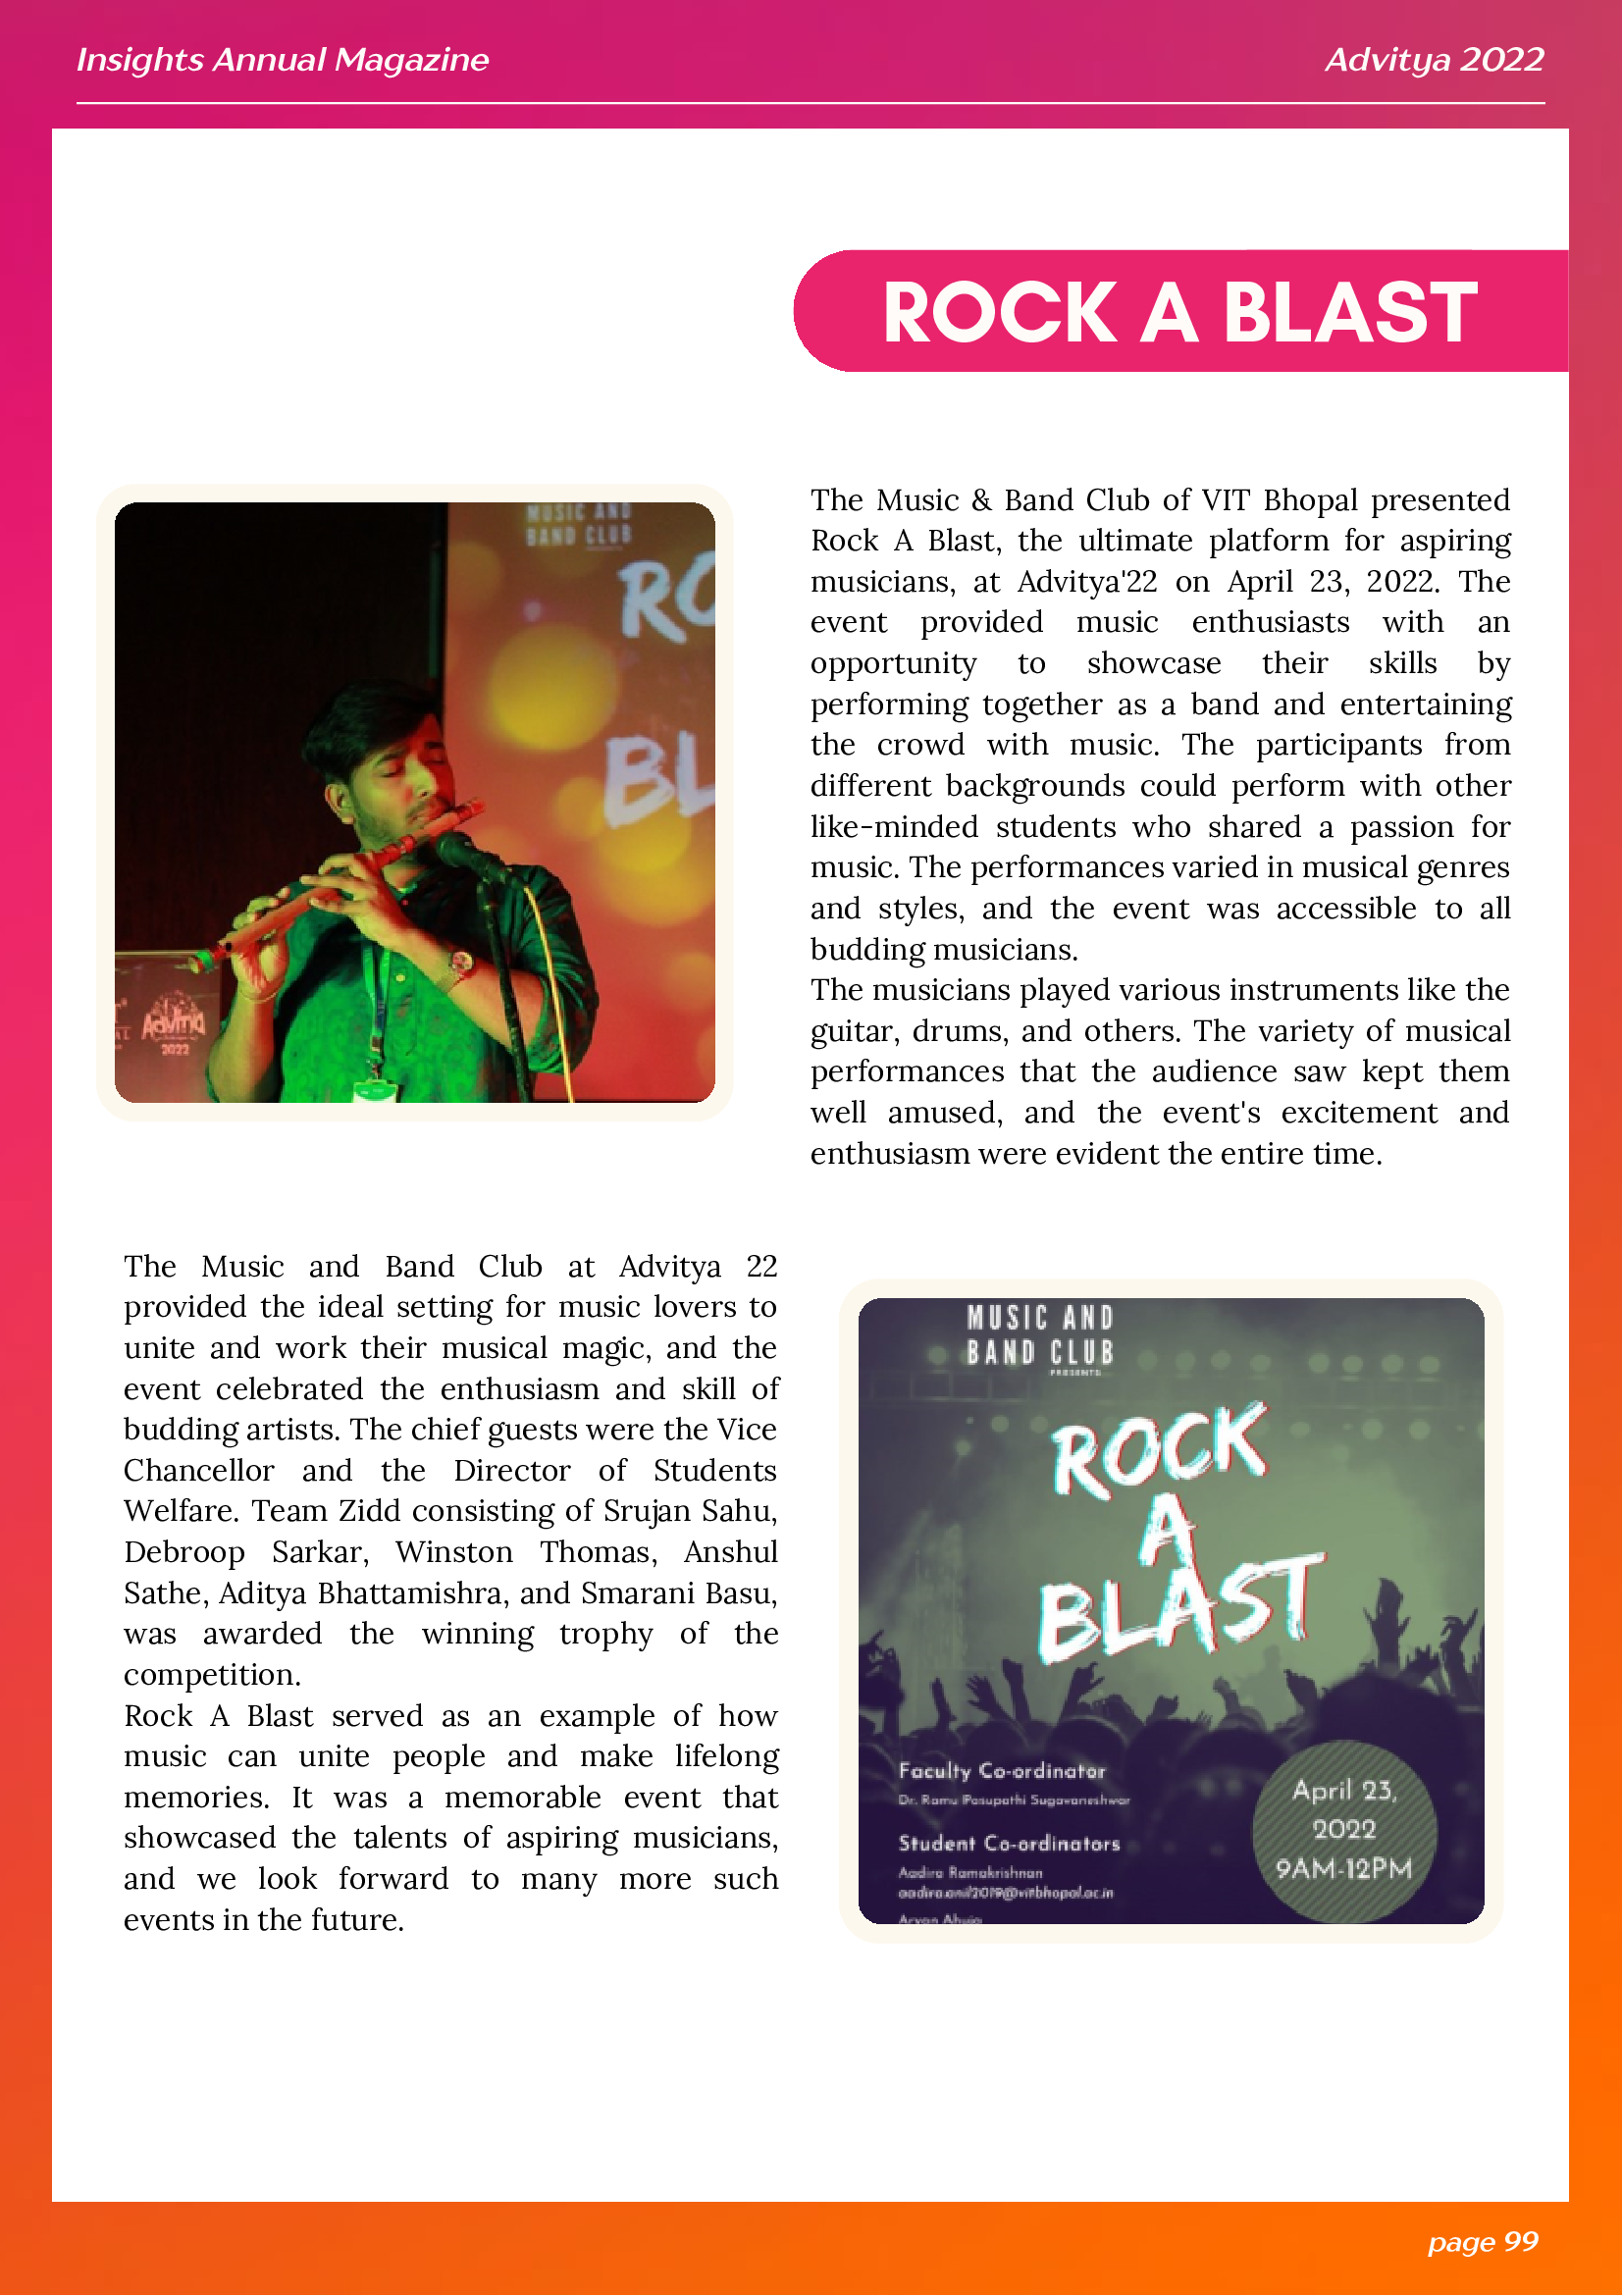 Insights Annual Magazine
Advitya 2022
ROCK A BLAST
MUSIC AND
BAND CLUB
RO
BL
Advitya
2022
The Music & Band Club of VIT Bhopal presented
Rock A Blast, the ultimate platform for aspiring
musicians, at Advitya'22 on April 23, 2022. The
event provided music enthusiasts with an
opportunity to showcase their skills by
performing together as a band and entertaining
the crowd with music. The participants from
different backgrounds could perform with other
like-minded students who shared a passion for
music. The performances varied in musical genres
and styles, and the event was accessible to all
budding musicians.
The musicians played various instruments like the
guitar, drums, and others. The variety of musical
performances that the audience saw kept them
well amused, and the event's excitement and
enthusiasm were evident the entire time.
The Music and Band Club at Advitya 22
provided the ideal setting for music lovers to
unite and work their musical magic, and the
event celebrated the enthusiasm and skill of
budding artists. The chief guests were the Vice
Chancellor and the Director of Students
Welfare. Team Zidd consisting of Srujan Sahu,
Debroop Sarkar, Winston Thomas, Anshul
Sathe, Aditya Bhattamishra, and Smarani Basu,
was awarded the winning trophy of the
competition.
Rock A Blast served as an example of how
music can unite people and make lifelong
memories. It was a memorable event that
showcased the talents of aspiring musicians,
and we look forward to many more such
events in the future.
MUSIC AND
BAND CLUB
PRESENTS
ROCK
A
BLAST
Faculty Co-ordinator
Dr. Ramu Pasupathi Sugavaneshwar
Student Co-ordinators
Aadira Ramakrishnan
aadira.anil2019@vitbhopal.ac.in
Aryan Ahuja
April 23,
2022
9AM-12PM
page 99